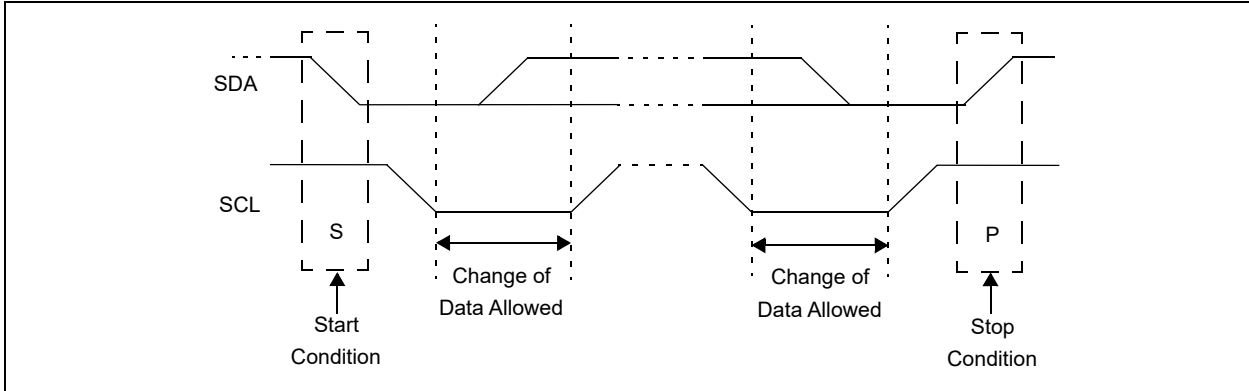 SDA
SCL
S
P
Change of
Data Allowed
Change of
Data Allowed
Start
Condition
Stop
Condition